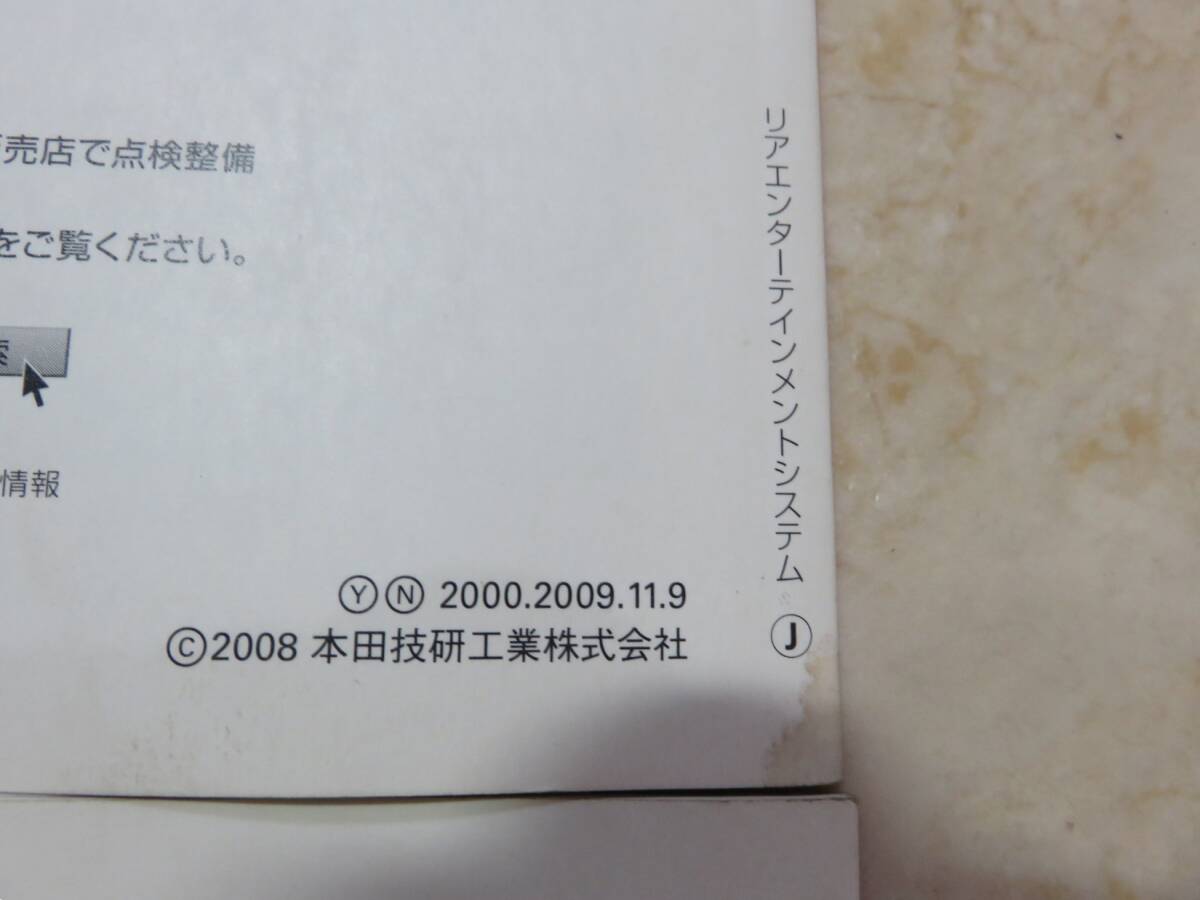 売店で点検整備
をご覧ください。
索
情報
リアエンターテインメントシステム
Ⓨ Ⓝ 2000.2009.11.9
©2008 本田技研工業株式会社
Ⓙ